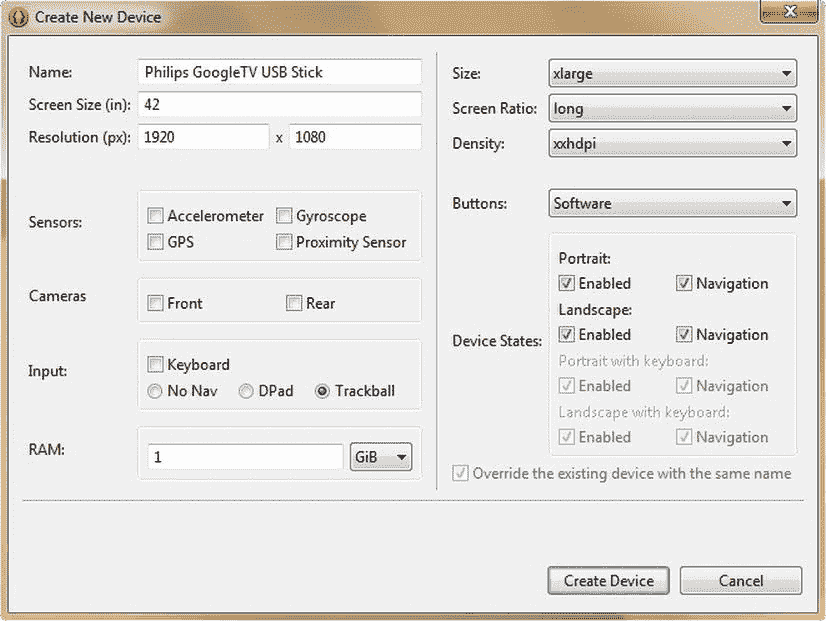 Create New Device
Name: Philips GoogleTV USB Stick
Screen Size (in): 42
Resolution (px): 1920 x 1080
Sensors: Accelerometer Gyroscope
GPS Proximity Sensor
Cameras Front Rear
Input: Keyboard
No Nav DPad Trackball
RAM: 1 GiB
Size: xlarge
Screen Ratio: long
Density: xxhdpi
Buttons: Software
Device States:
Portrait:
Enabled Navigation
Landscape:
Enabled Navigation
Portrait with keyboard:
Enabled Navigation
Landscape with keyboard:
Enabled Navigation
Override the existing device with the same name
Create Device Cancel